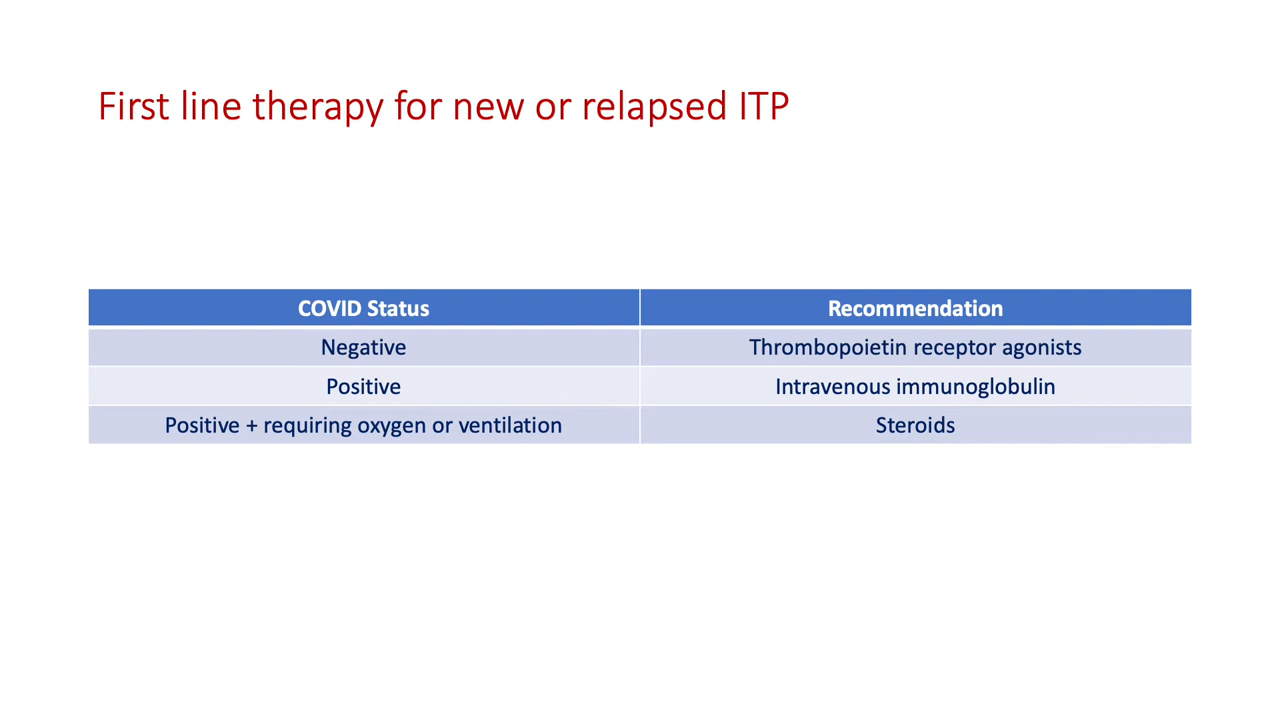 First line therapy for new or relapsed ITP
COVID Status Recommendation
Negative Thrombopoietin receptor agonists
Positive Intravenous immunoglobulin
Positive + requiring oxygen or ventilation Steroids